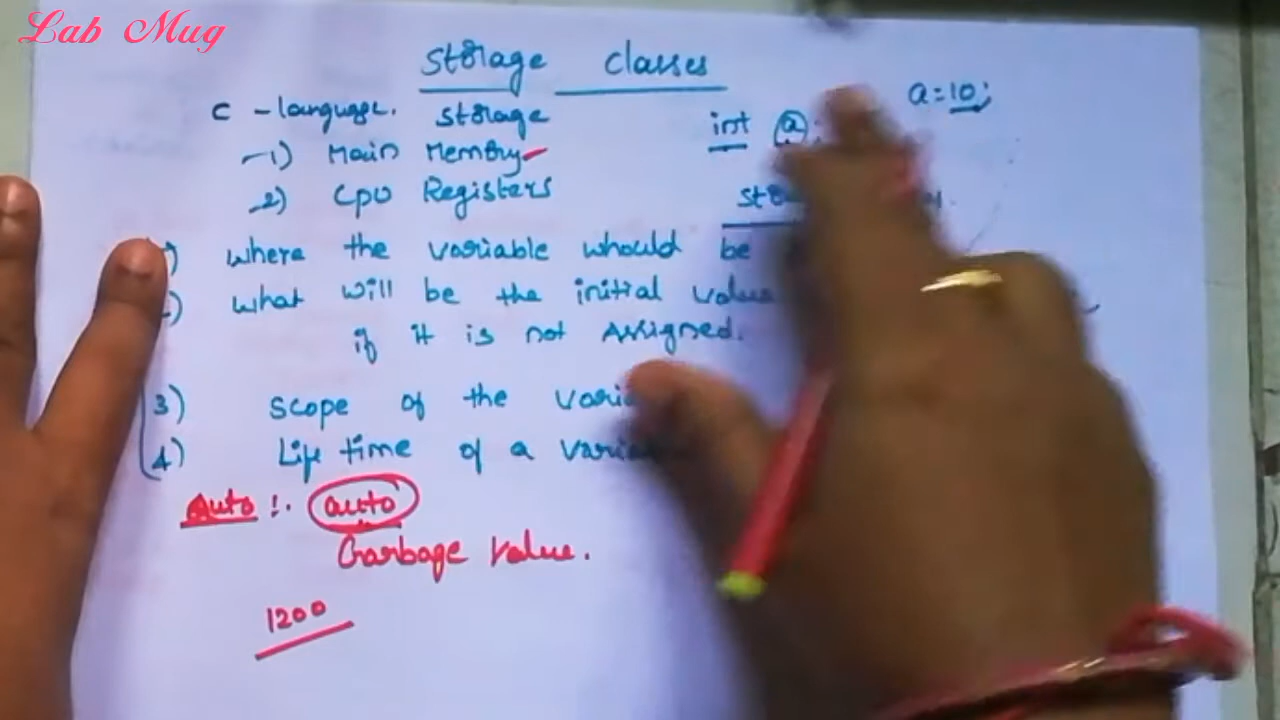 Lab Mug
Storage Classes
C - language. Storage int a; a=10;
1) Main Memory
2) CPU Registers
where the variable whould be
what will be the initial value
if it is not Assigned.
3) Scope of the
4) Life time of a
Auto :. auto
Garbage Value.
1200